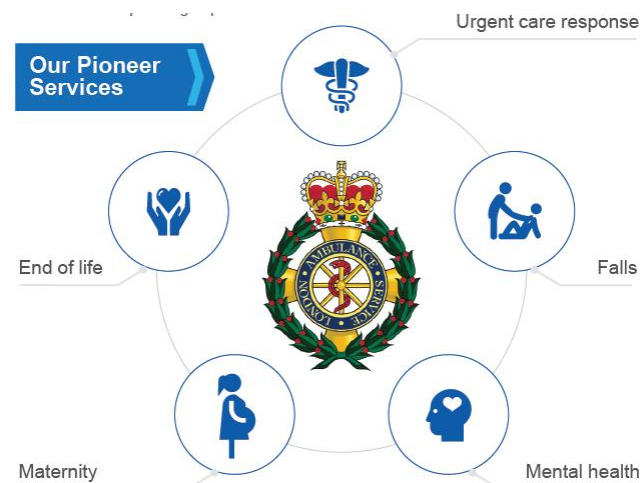 Urgent care response
Our Pioneer
Services
End of life
Falls
LONDON · AMBULANCE · SERVICE ·
Maternity
Mental health